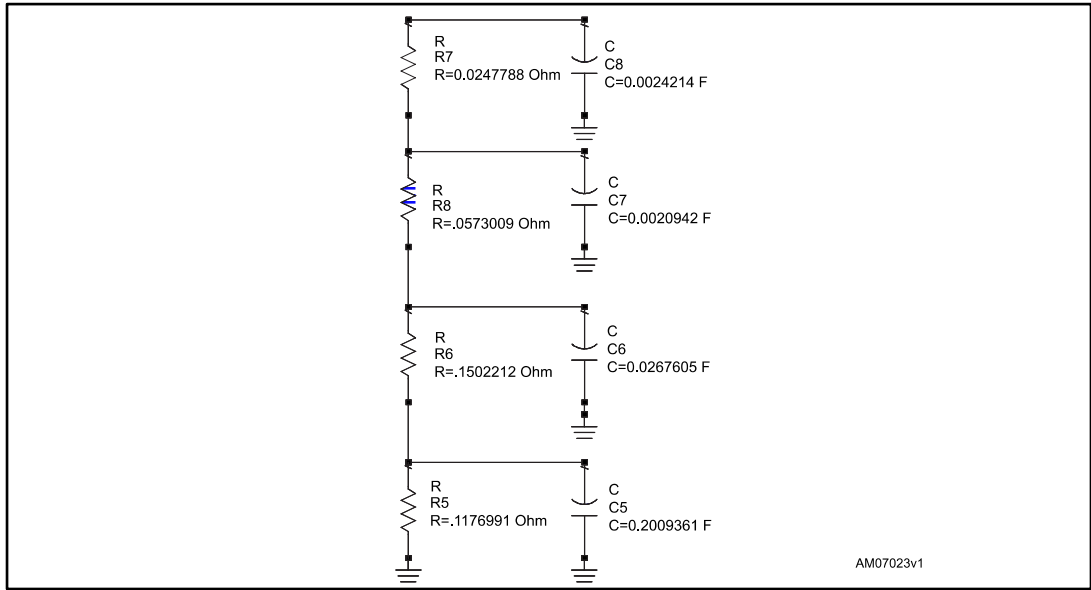 R
R7
R=0.0247788 Ohm
C
C8
C=0.0024214 F
R
R8
R=.0573009 Ohm
C
C7
C=0.0020942 F
R
R6
R=.1502212 Ohm
C
C6
C=0.0267605 F
R
R5
R=.1176991 Ohm
C
C5
C=0.2009361 F
AM07023v1